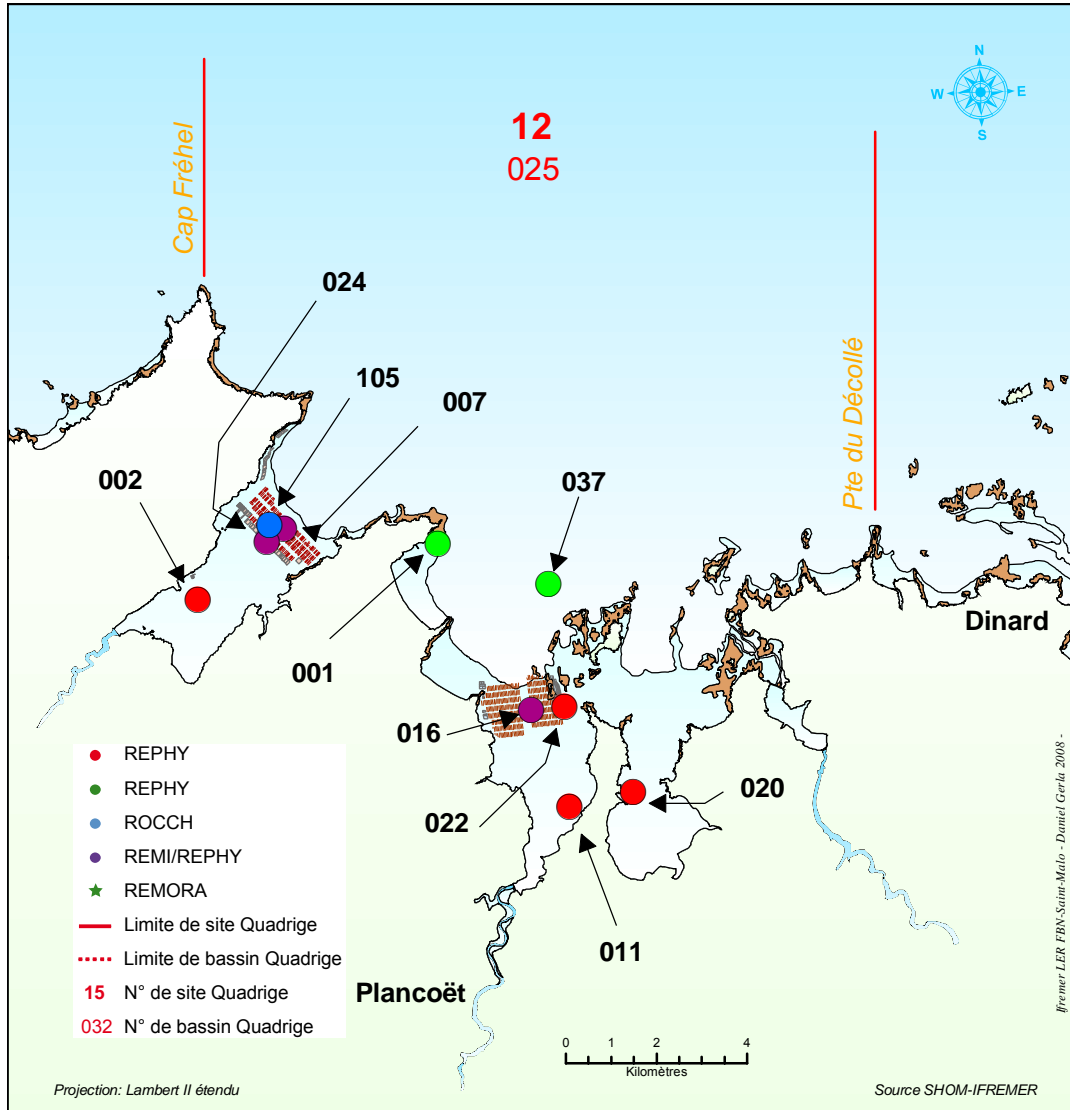 N
W E
S
12
025
Cap Fréhel
Pte du Décollé
024
105
007
002
037
Dinard
001
016
022
020
011
Plancoët
REPHY
REPHY
ROCCH
REMI/REPHY
REMORA
Limite de site Quadrige
Limite de bassin Quadrige
15 N° de site Quadrige
032 N° de bassin Quadrige
0 1 2 4
Kilomètres
Projection: Lambert II étendu
Source SHOM-IFREMER
Ifremer LER FBN-Saint-Malo - Daniel Gerla 2008 -